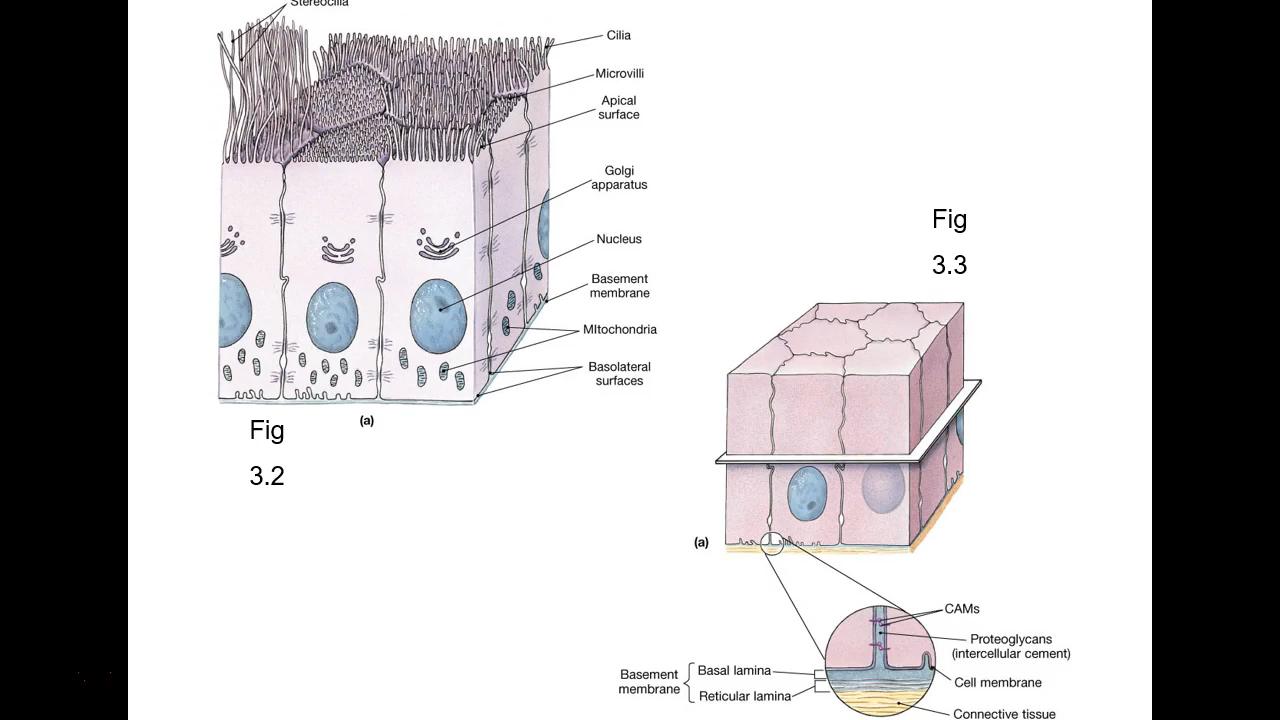 Stereocilia
Cilia
Microvilli
Apical
surface
Golgi
apparatus
Nucleus
Basement
membrane
MItochondria
Basolateral
surfaces
(a)
Fig
3.2
Fig
3.3
(a)
CAMs
Proteoglycans
(intercellular cement)
Cell membrane
Connective tissue
Basement
membrane
Basal lamina
Reticular lamina